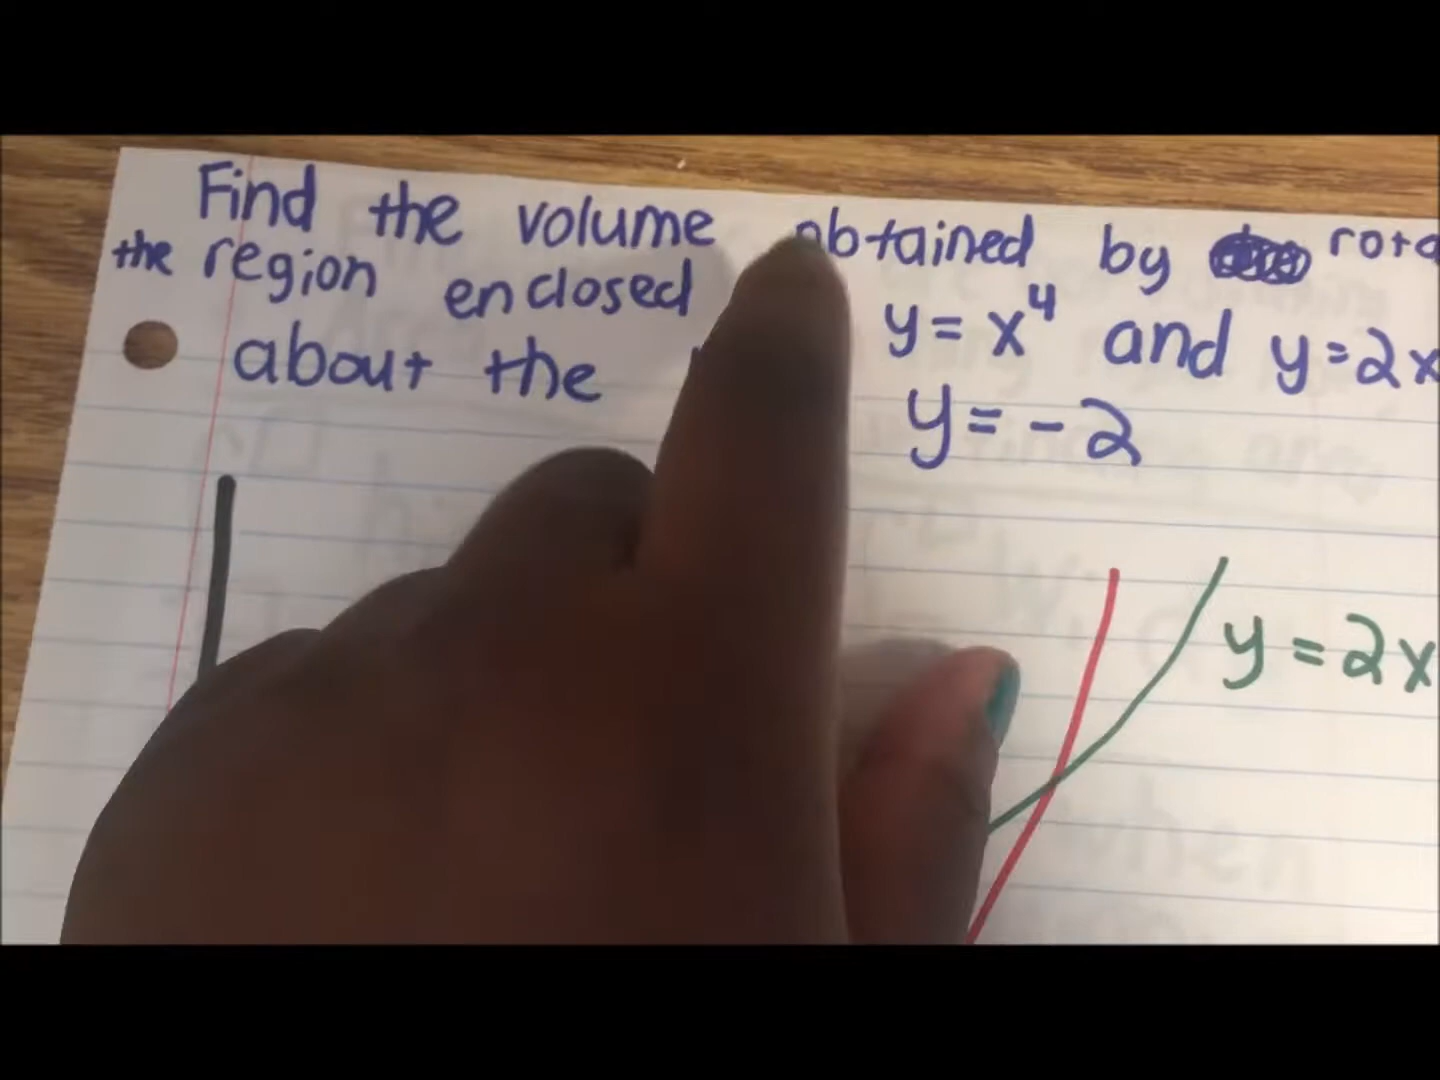 Find the volume obtained by rota
the region enclosed y = x⁴ and y = 2x
about the y = -2
y = 2x